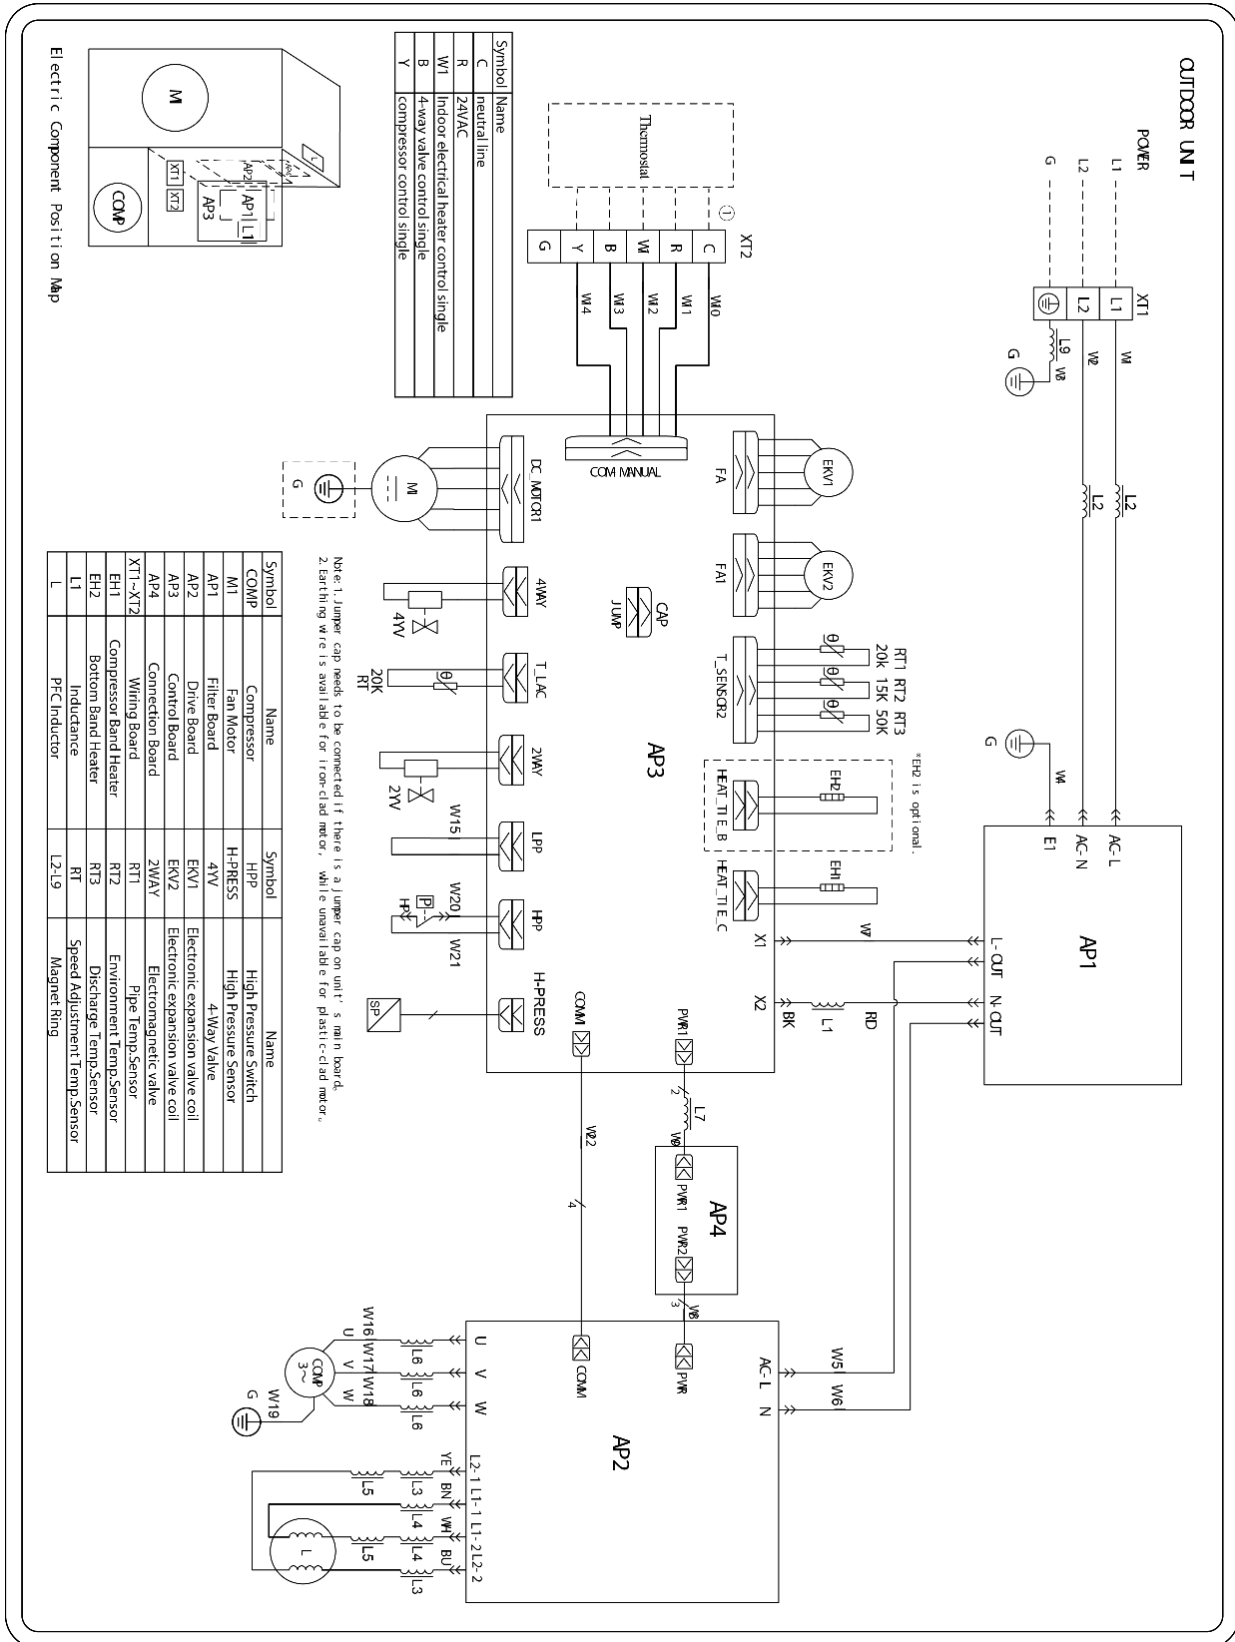 OUTDOOR UNIT
POWER
L1
L2
G
XT1
L1
L2
W1
W2
L9
W3
G
L2
L2
G
W4
AC-L
AC-N
E1
AP1
L-OUT
N-OUT
W7
RD
L1
BK
X1
X2
XT2
①
Thermostat
C
R
W1
B
Y
G
W10
W11
W12
W13
W14
COM_MANUAL
Symbol Name
C neutral line
R 24VAC
W1 Indoor electrical heater control single
B 4-way valve control single
Y compressor control single
EKV1
FA
EKV2
FA1
θ
θ
θ
RT1 RT2 RT3
20k 15K 50K
T_SENSOR2
*EH2 is optional.
EH2
HEAT_TIE_B
EH1
HEAT_TIE_C
CAP
JUMP
AP3
DC_MOTOR1
M1
G
4WAY
4YV
T_LAC
θ
20K
RT
2WAY
2YV
LPP
W15
HPP
W20
W21
P
HP
H-PRESS
SP
COMM1
W22
4
COMM
PWR1
2
L7
W9
PWR1
AP4
PWR2
3
W8
PWR
W5
W6
AC-L
N
AP2
U
V
W
L6
L6
L6
W16
W17
W18
U
V
W
COMP
3~
W19
G
L2-1
L1-1
L1-2
L2-2
YE
BN
WH
BU
L3
L4
L4
L3
L5
L5
L
Note: 1. Jumper cap needs to be connected if there is a jumper cap on unit's main board。
2. Earthing wire is available for iron-clad motor, while unavailable for plastic-clad motor。
Symbol Name Symbol Name
COMP Compressor HPP High Pressure Switch
M1 Fan Motor H-PRESS High Pressure Sensor
AP1 Filter Board 4YV 4-Way Valve
AP2 Drive Board EKV1 Electronic expansion valve coil
AP3 Control Board EKV2 Electronic expansion valve coil
AP4 Connection Board 2WAY Electromagnetic valve
XT1~XT2 Wiring Board RT1 Pipe Temp.Sensor
EH1 Compressor Band Heater RT2 Environment Temp.Sensor
EH2 Bottom Band Heater RT3 Discharge Temp.Sensor
L1 Inductance RT Speed Adjustment Temp.Sensor
L PFC Inductor L2-L9 Magnet Ring
M1
L
AP4
AP2
XT1
XT2
AP1
L1
AP3
COMP
Electric Component Position Map